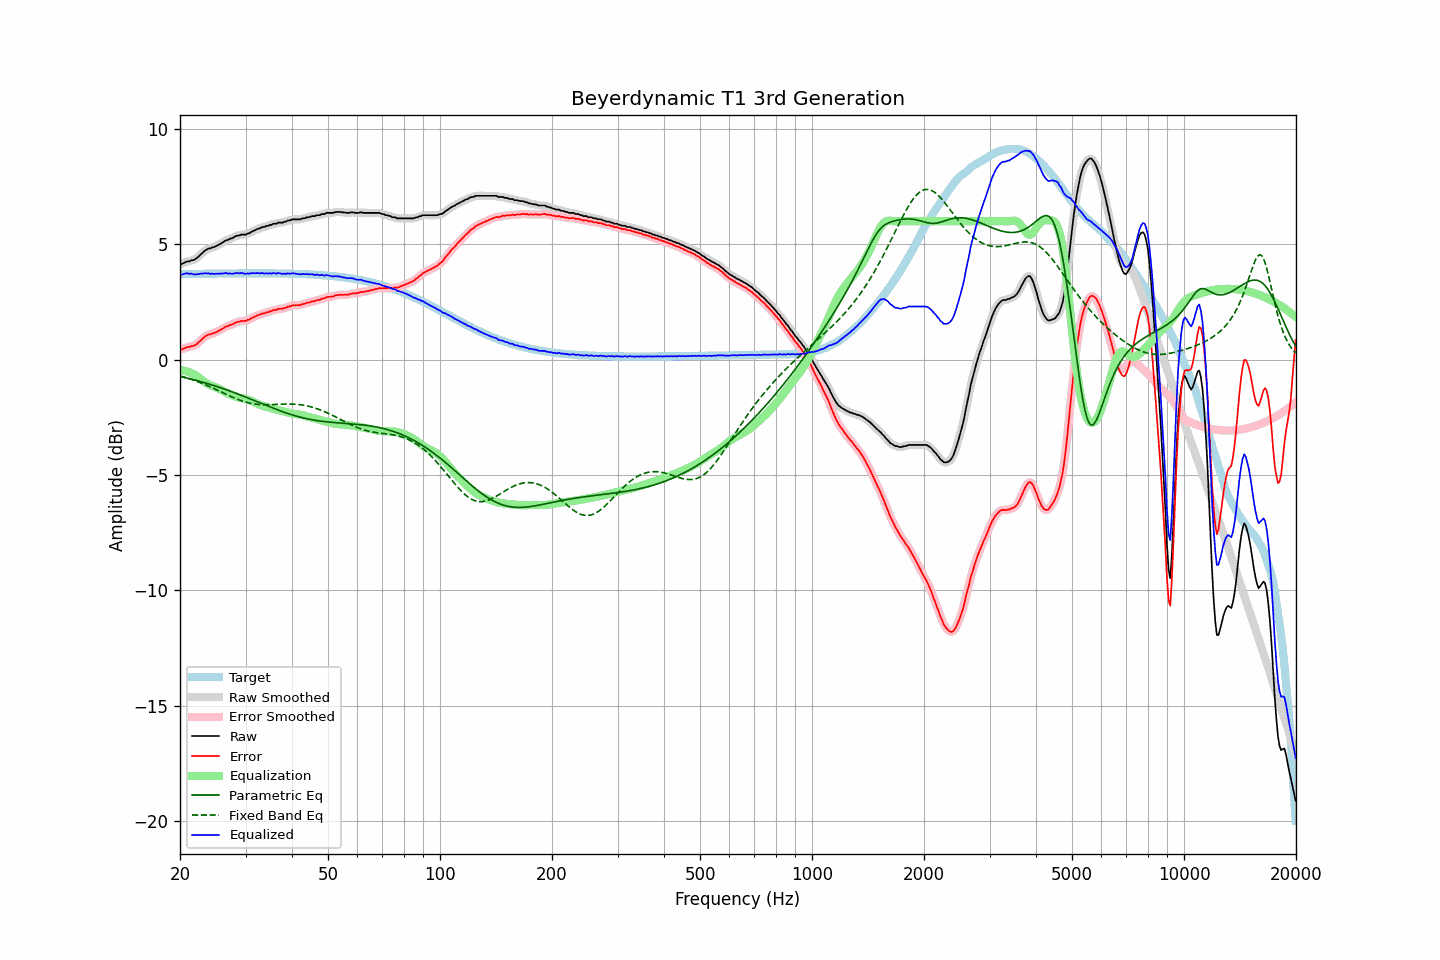 Beyerdynamic T1 3rd Generation
10
5
0
−5
−10
−15
−20
Amplitude (dBr)
Target
Raw Smoothed
Error Smoothed
Raw
Error
Equalization
Parametric Eq
Fixed Band Eq
Equalized
20 50 100 200 500 1000 2000 5000 10000 20000
Frequency (Hz)